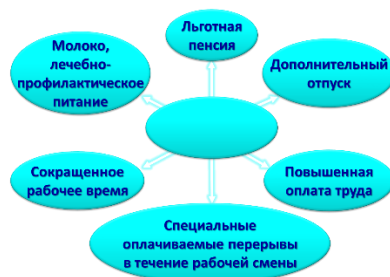 Льготная
пенсия
Молоко,
лечебно-
профилактическое
питание
Дополнительный
отпуск
Сокращенное
рабочее время
Повышенная
оплата труда
Специальные
оплачиваемые перерывы
в течение рабочей смены